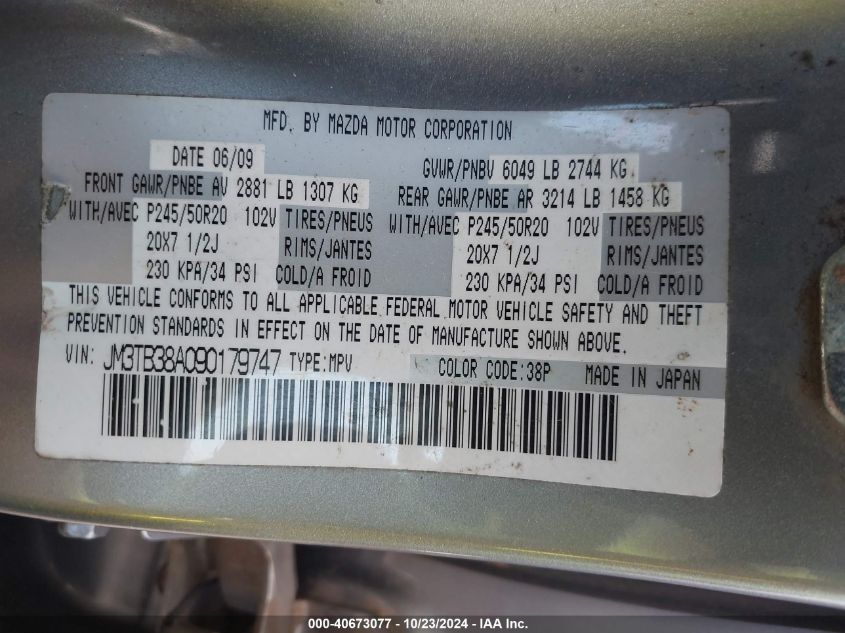 MFD. BY MAZDA MOTOR CORPORATION
DATE 06/09 GVWR/PNBV 6049 LB 2744 KG
FRONT GAWR/PNBE AV 2881 LB 1307 KG REAR GAWR/PNBE AR 3214 LB 1458 KG
WITH/AVEC P245/50R20 102V TIRES/PNEUS WITH/AVEC P245/50R20 102V TIRES/PNEUS
20X7 1/2J RIMS/JANTES 20X7 1/2J RIMS/JANTES
230 KPA/34 PSI COLD/A FROID 230 KPA/34 PSI COLD/A FROID
THIS VEHICLE CONFORMS TO ALL APPLICABLE FEDERAL MOTOR VEHICLE SAFETY AND THEFT
PREVENTION STANDARDS IN EFFECT ON THE DATE OF MANUFACTURE SHOWN ABOVE.
VIN: JM3TB38A090179747 TYPE:MPV COLOR CODE:38P MADE IN JAPAN
000-40673077 - 10/23/2024 - IAA Inc.